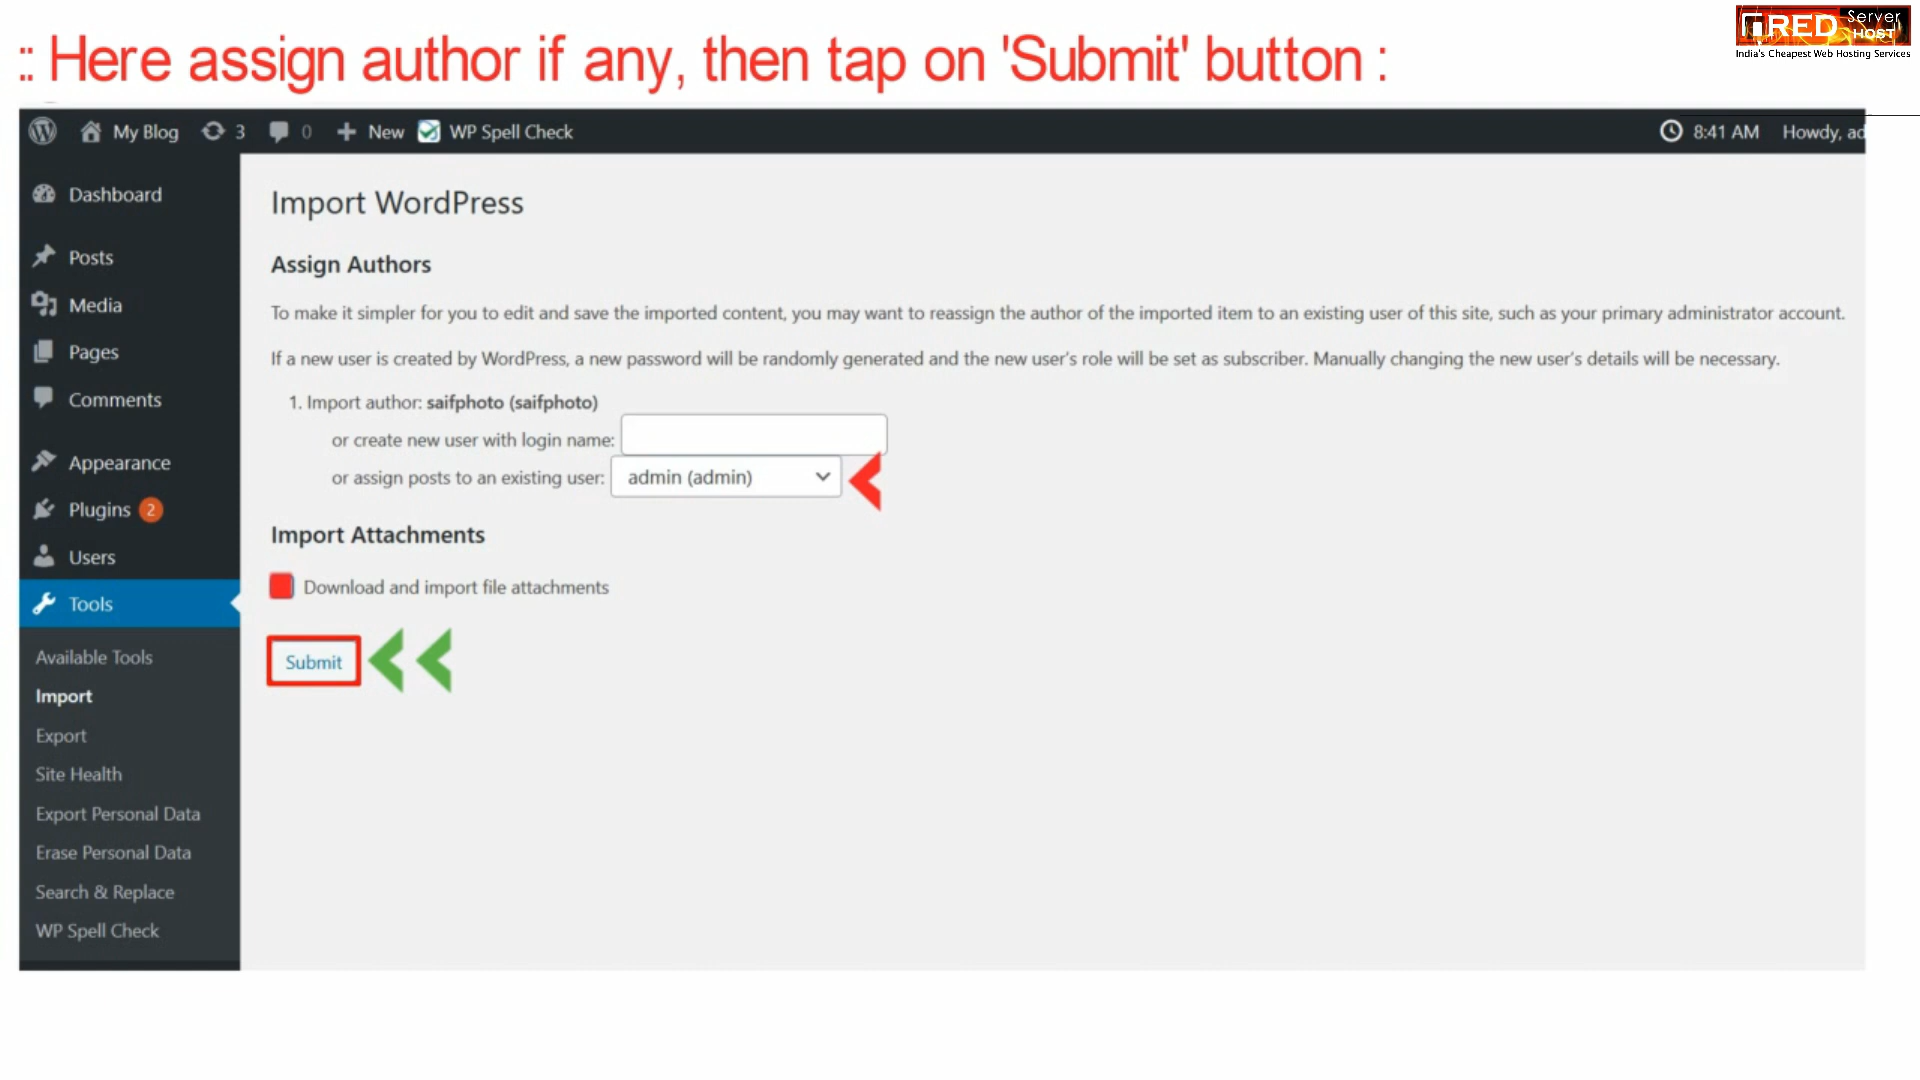 :: Here assign author if any, then tap on 'Submit' button :
RED Server
HOST
India's Cheapest Web Hosting Services
My Blog 3 0 New WP Spell Check 8:41 AM Howdy, ad
Dashboard
Posts
Media
Pages
Comments
Appearance
Plugins 2
Users
Tools
Available Tools
Import
Export
Site Health
Export Personal Data
Erase Personal Data
Search & Replace
WP Spell Check
Import WordPress
Assign Authors
To make it simpler for you to edit and save the imported content, you may want to reassign the author of the imported item to an existing user of this site, such as your primary administrator account.
If a new user is created by WordPress, a new password will be randomly generated and the new user's role will be set as subscriber. Manually changing the new user's details will be necessary.
1. Import author: saifphoto (saifphoto)
or create new user with login name:
or assign posts to an existing user: admin (admin)
Import Attachments
Download and import file attachments
Submit